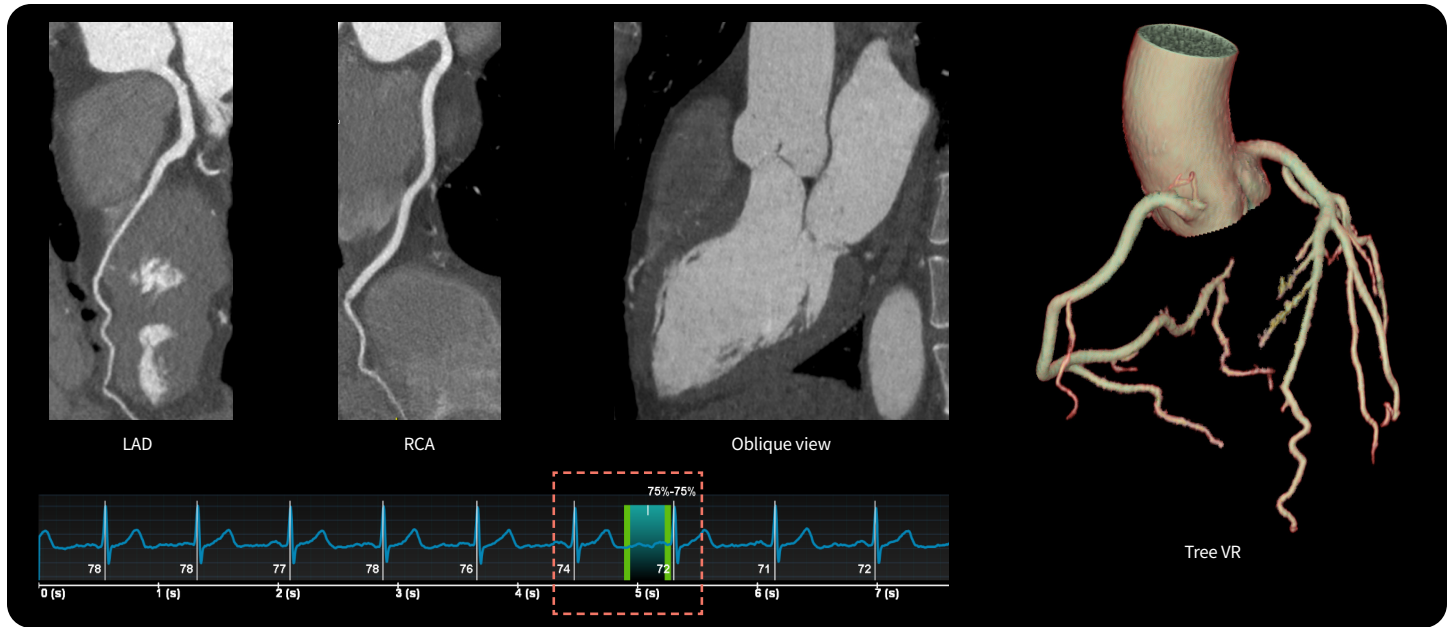 LAD
RCA
Oblique view
75%-75%
78
78
77
78
76
74
72
71
72
0 (s)
1 (s)
2 (s)
3 (s)
4 (s)
5 (s)
6 (s)
7 (s)
Tree VR